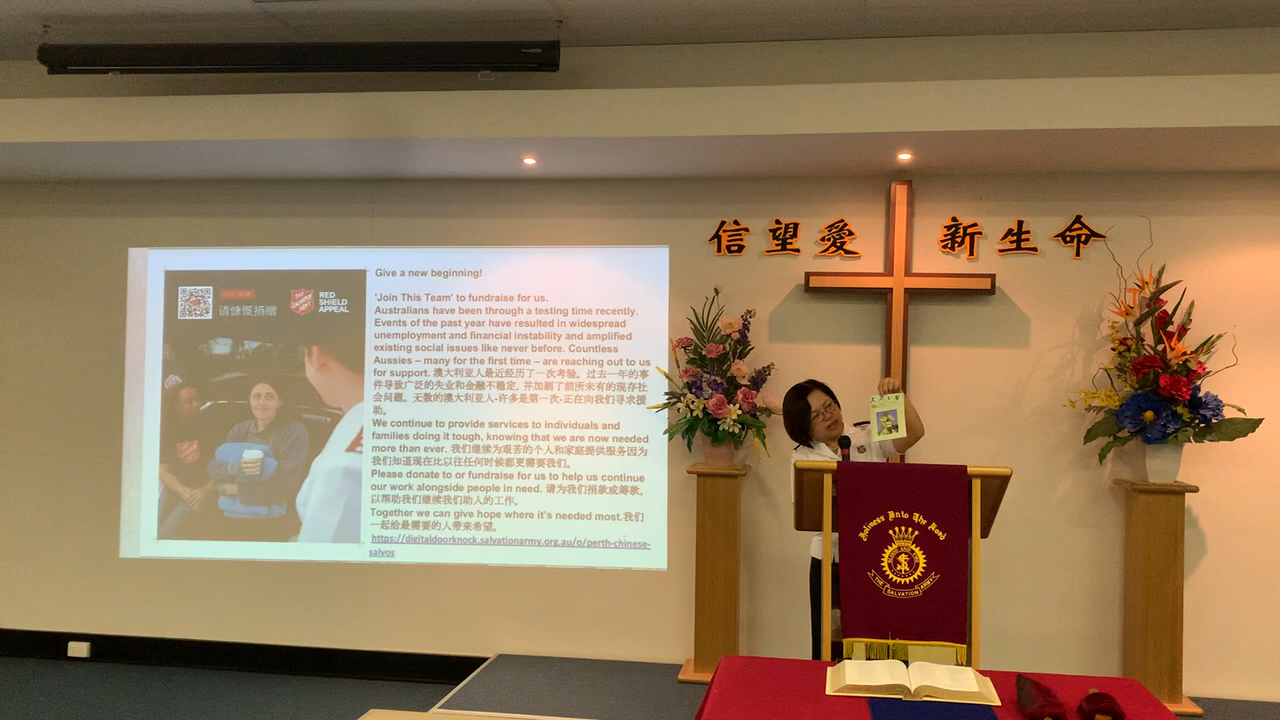 信望愛 新生命
请慷慨捐赠
THE SALVATION ARMY
RED
SHIELD
APPEAL
Give a new beginning!
'Join This Team' to fundraise for us.
Australians have been through a testing time recently.
Events of the past year have resulted in widespread
unemployment and financial instability and amplified
existing social issues like never before. Countless
Aussies – many for the first time – are reaching out to us
for support. 澳大利亚人最近经历了一次考验。过去一年的事
件导致广泛的失业和金融不稳定, 并加剧了前所未有的现存社
会问题。无数的澳大利亚人-许多是第一次-正在向我们寻求援
助。
We continue to provide services to individuals and
families doing it tough, knowing that we are now needed
more than ever. 我们继续为艰苦的个人和家庭提供服务因为
我们知道现在比以往任何时候都更需要我们。
Please donate to or fundraise for us to help us continue
our work alongside people in need. 请为我们捐款或筹款,
以帮助我们继续我们助人的工作。
Together we can give hope where it's needed most.我们
一起给最需要的人带来希望。
https://digitaldoorknock.salvationarmy.org.au/o/perth-chinese-
salvos
Holiness Unto The Lord
BLOOD AND FIRE
THE SALVATION ARMY